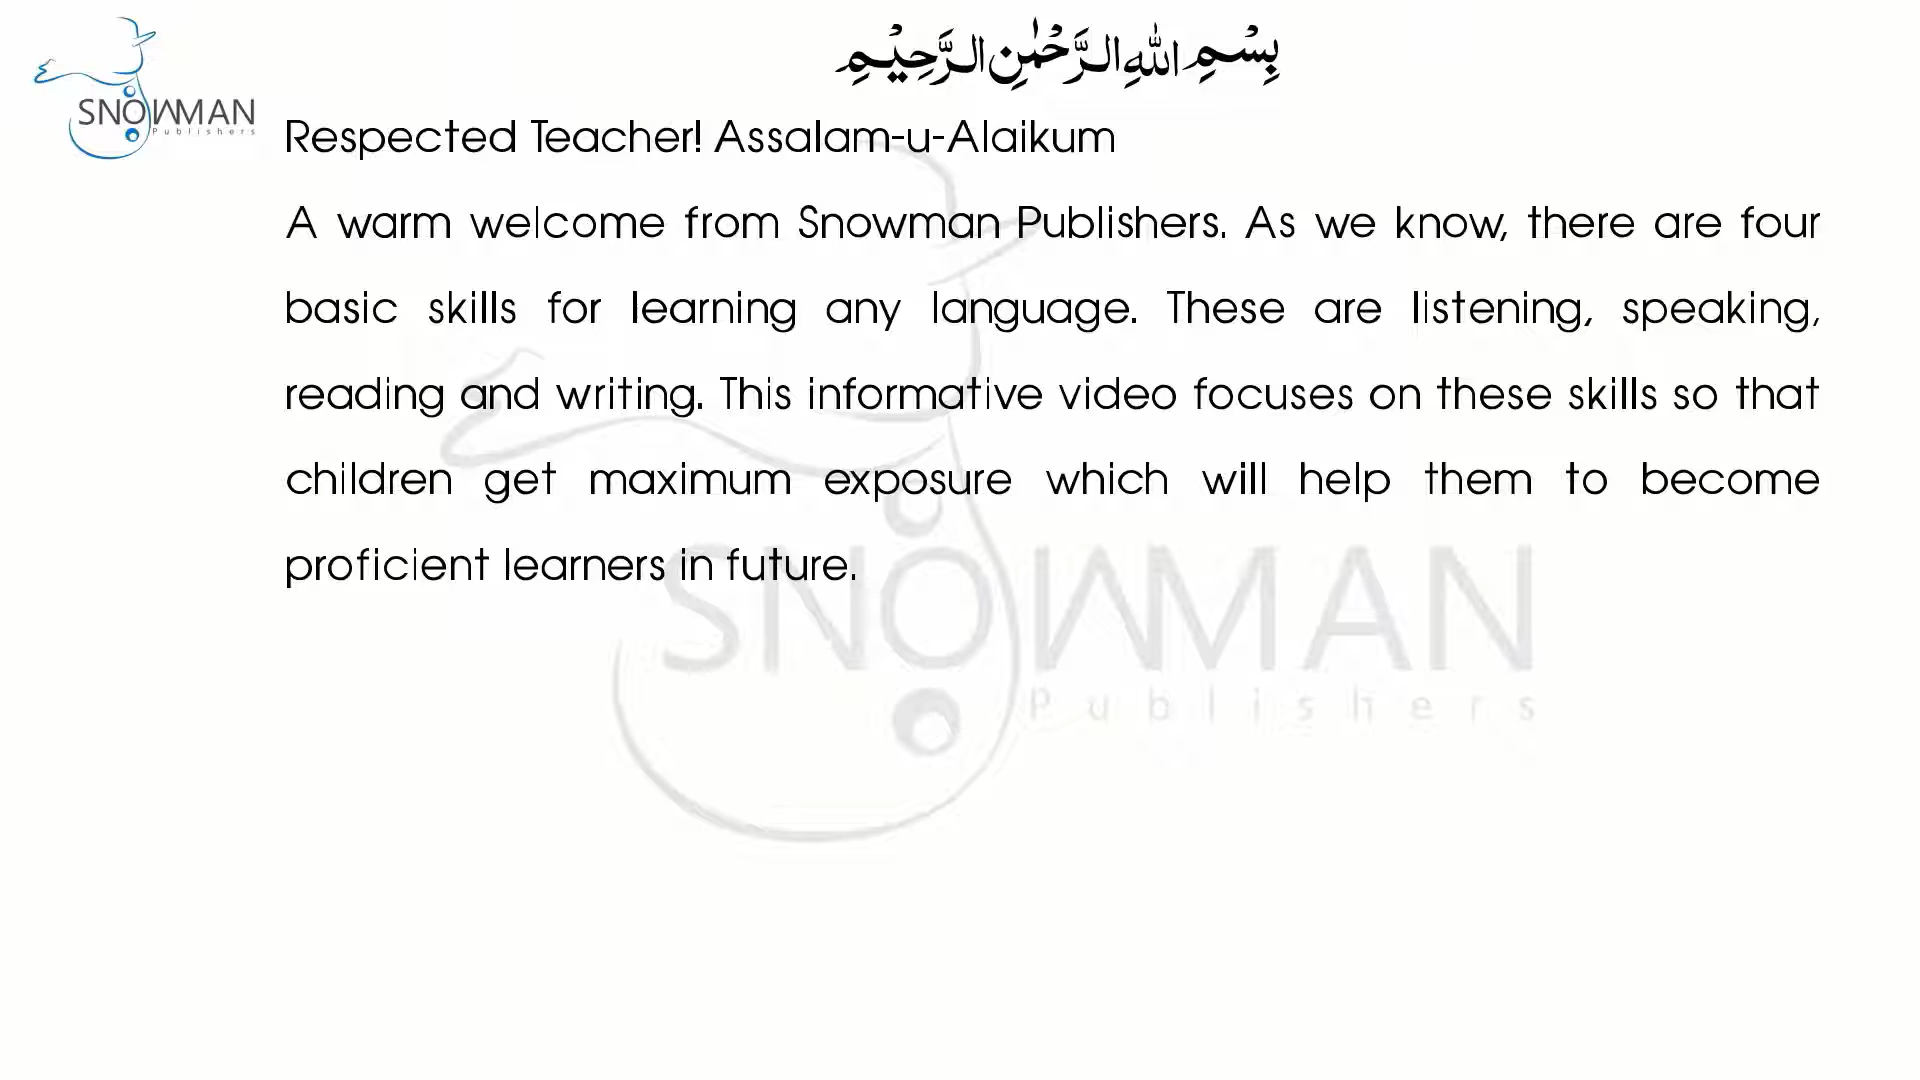 بِسْمِ اللهِ الرَّحْمٰنِ الرَّحِيْمِ
SNOWMAN
Publishers
Respected Teacher! Assalam-u-Alaikum
A warm welcome from Snowman Publishers. As we know, there are four
basic skills for learning any language. These are listening, speaking,
reading and writing. This informative video focuses on these skills so that
children get maximum exposure which will help them to become
proficient learners in future.
SNOWMAN
Publishers